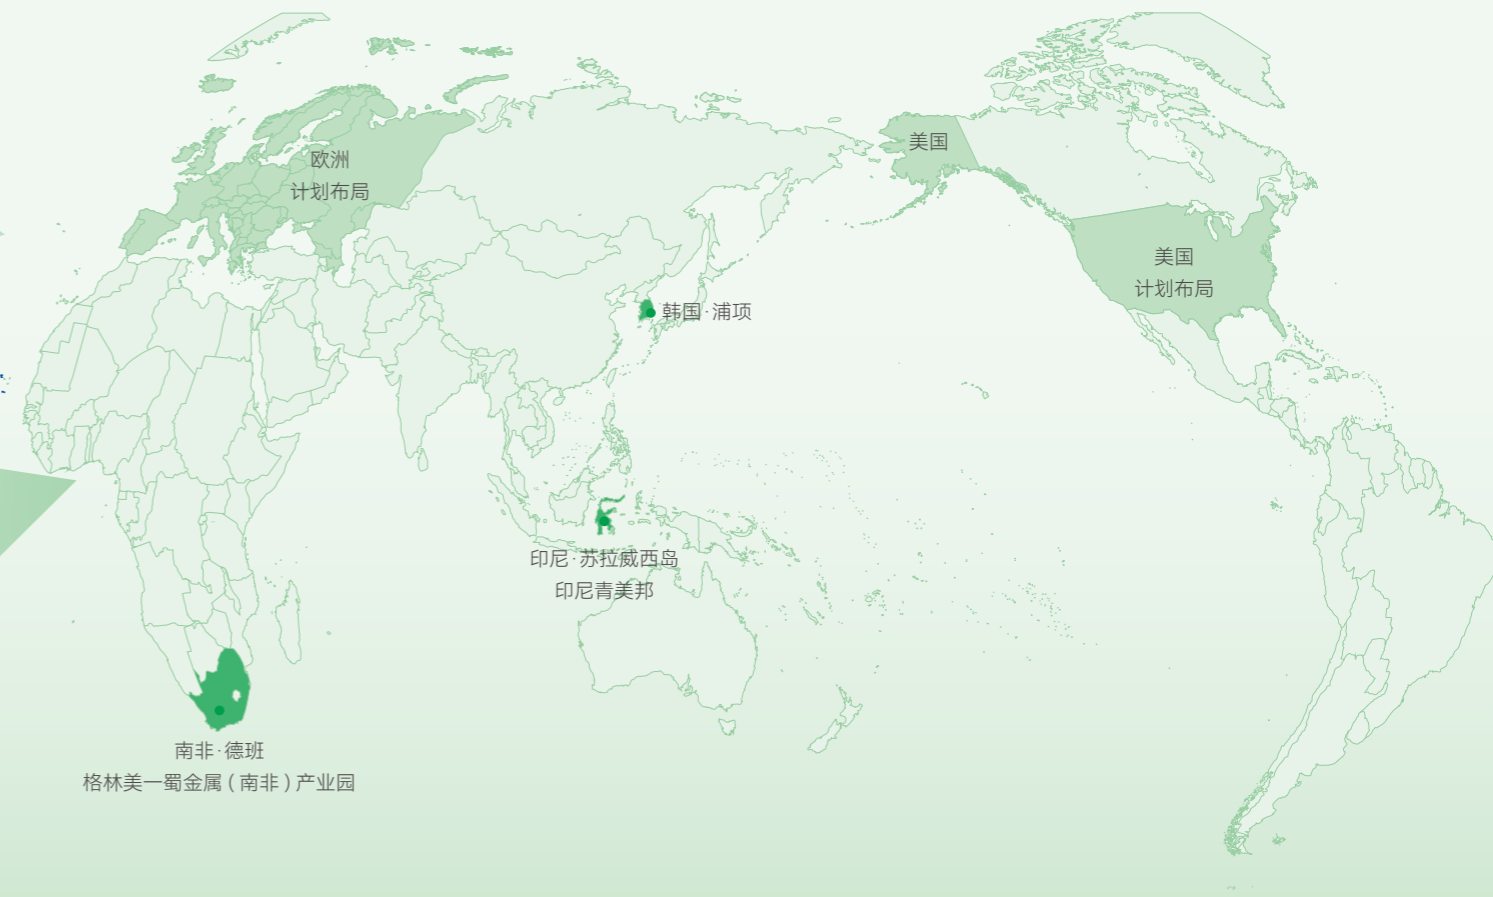 美国
欧洲
计划布局
美国
计划布局
韩国·浦项
印尼·苏拉威西岛
印尼青美邦
南非·德班
格林美一蜀金属(南非)产业园